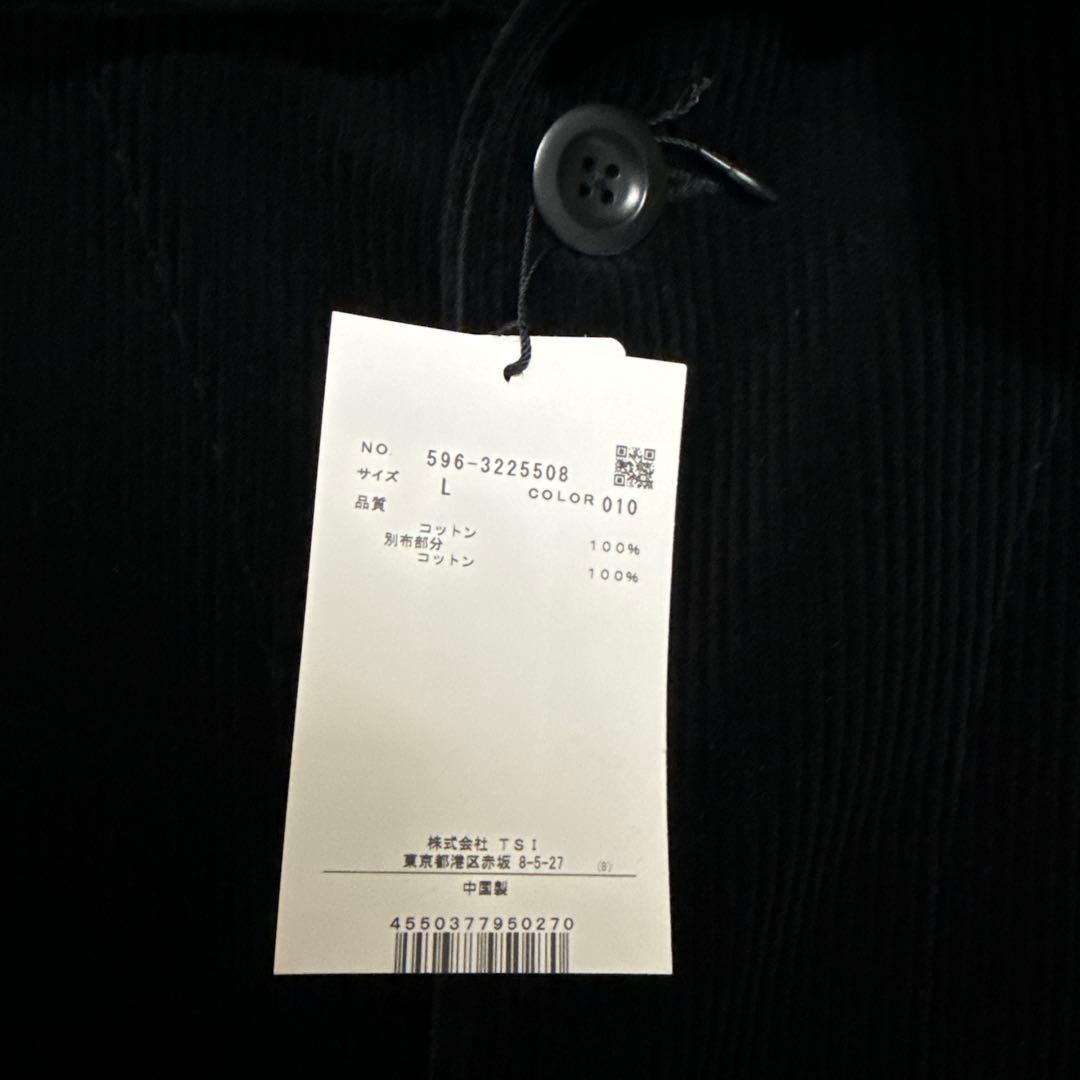 NO. 596-3225508
サイズ L COLOR 010
品質
コットン 100%
別布部分
コットン 100%
株式会社 TSI
東京都港区赤坂 8-5-27 (B)
中国製
4550377950270